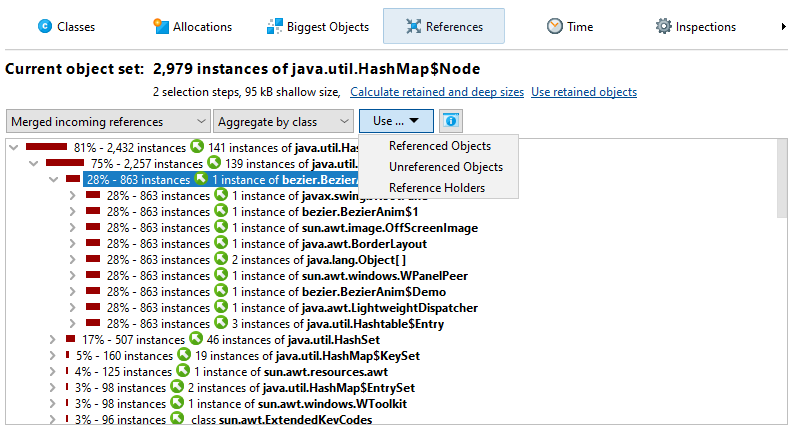 Classes Allocations Biggest Objects References Time Inspections
Current object set: 2,979 instances of java.util.HashMap$Node
2 selection steps, 95 kB shallow size, Calculate retained and deep sizes Use retained objects
Merged incoming references Aggregate by class Use ...
Referenced Objects
Unreferenced Objects
Reference Holders
81% - 2,432 instances 141 instances of java.util.Has
75% - 2,257 instances 139 instances of java.util.
28% - 863 instances 1 instance of bezier.BezierA
28% - 863 instances 1 instance of javax.swing.
28% - 863 instances 1 instance of bezier.BezierAnim$1
28% - 863 instances 1 instance of sun.awt.image.OffScreenImage
28% - 863 instances 1 instance of java.awt.BorderLayout
28% - 863 instances 2 instances of java.lang.Object[ ]
28% - 863 instances 1 instance of sun.awt.windows.WPanelPeer
28% - 863 instances 1 instance of bezier.BezierAnim$Demo
28% - 863 instances 1 instance of java.awt.LightweightDispatcher
28% - 863 instances 3 instances of java.util.Hashtable$Entry
17% - 507 instances 46 instances of java.util.HashSet
5% - 160 instances 19 instances of java.util.HashMap$KeySet
4% - 125 instances 1 instance of sun.awt.resources.awt
3% - 98 instances 2 instances of java.util.HashMap$EntrySet
3% - 98 instances 1 instance of sun.awt.windows.WToolkit
3% - 96 instances class sun.awt.ExtendedKeyCodes